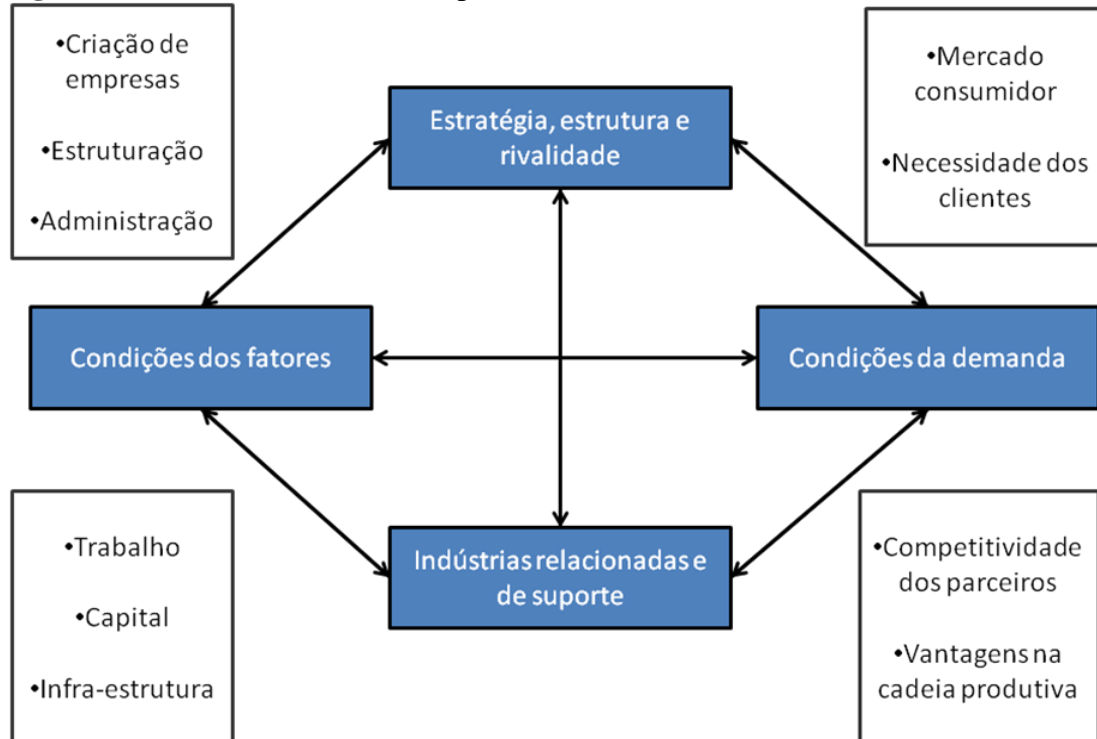 •Criação de
empresas
•Estruturação
•Administração
Estratégia, estrutura e
rivalidade
•Mercado
consumidor
•Necessidade dos
clientes
Condições dos fatores
Condições da demanda
•Trabalho
•Capital
•Infra-estrutura
Indústrias relacionadas e
de suporte
•Competitividade
dos parceiros
•Vantagens na
cadeia produtiva